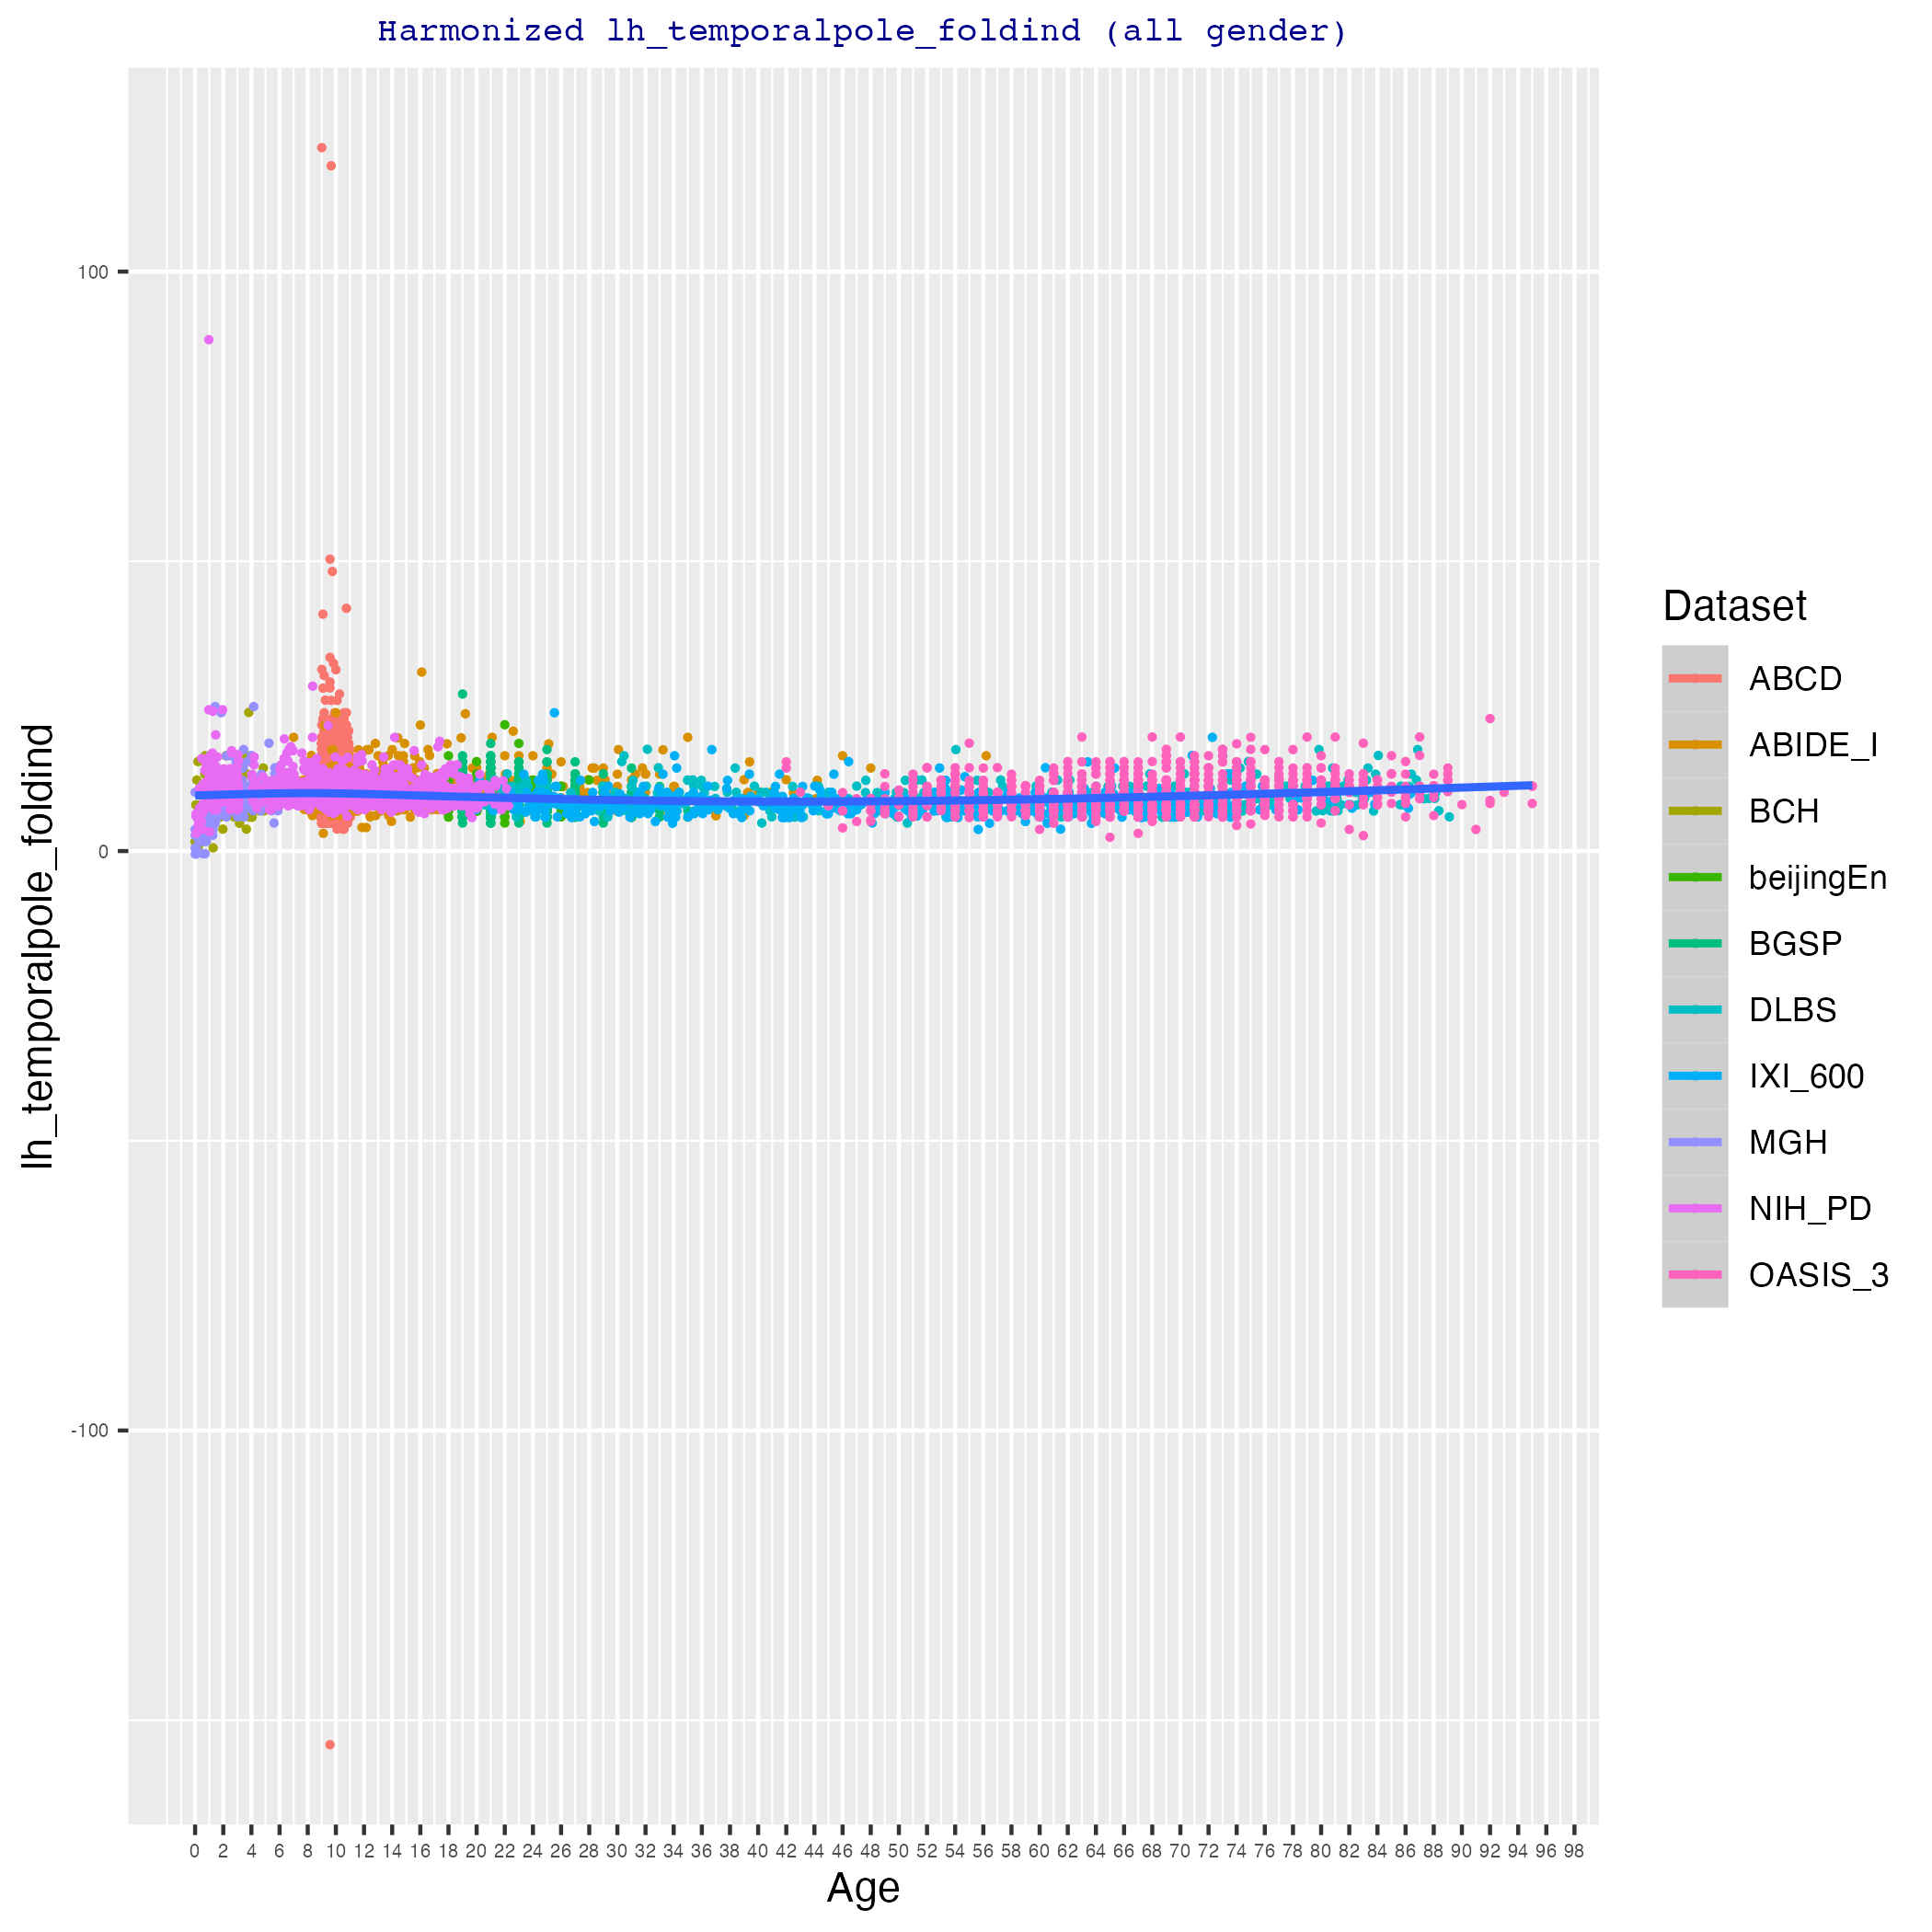 Harmonized lh_temporalpole_foldind (all gender)
lh_temporalpole_foldind
100
0
-100
0 2 4 6 8 10 12 14 16 18 20 22 24 26 28 30 32 34 36 38 40 42 44 46 48 50 52 54 56 58 60 62 64 66 68 70 72 74 76 78 80 82 84 86 88 90 92 94 96 98
Age
Dataset
ABCD
ABIDE_I
BCH
beijingEn
BGSP
DLBS
IXI_600
MGH
NIH_PD
OASIS_3